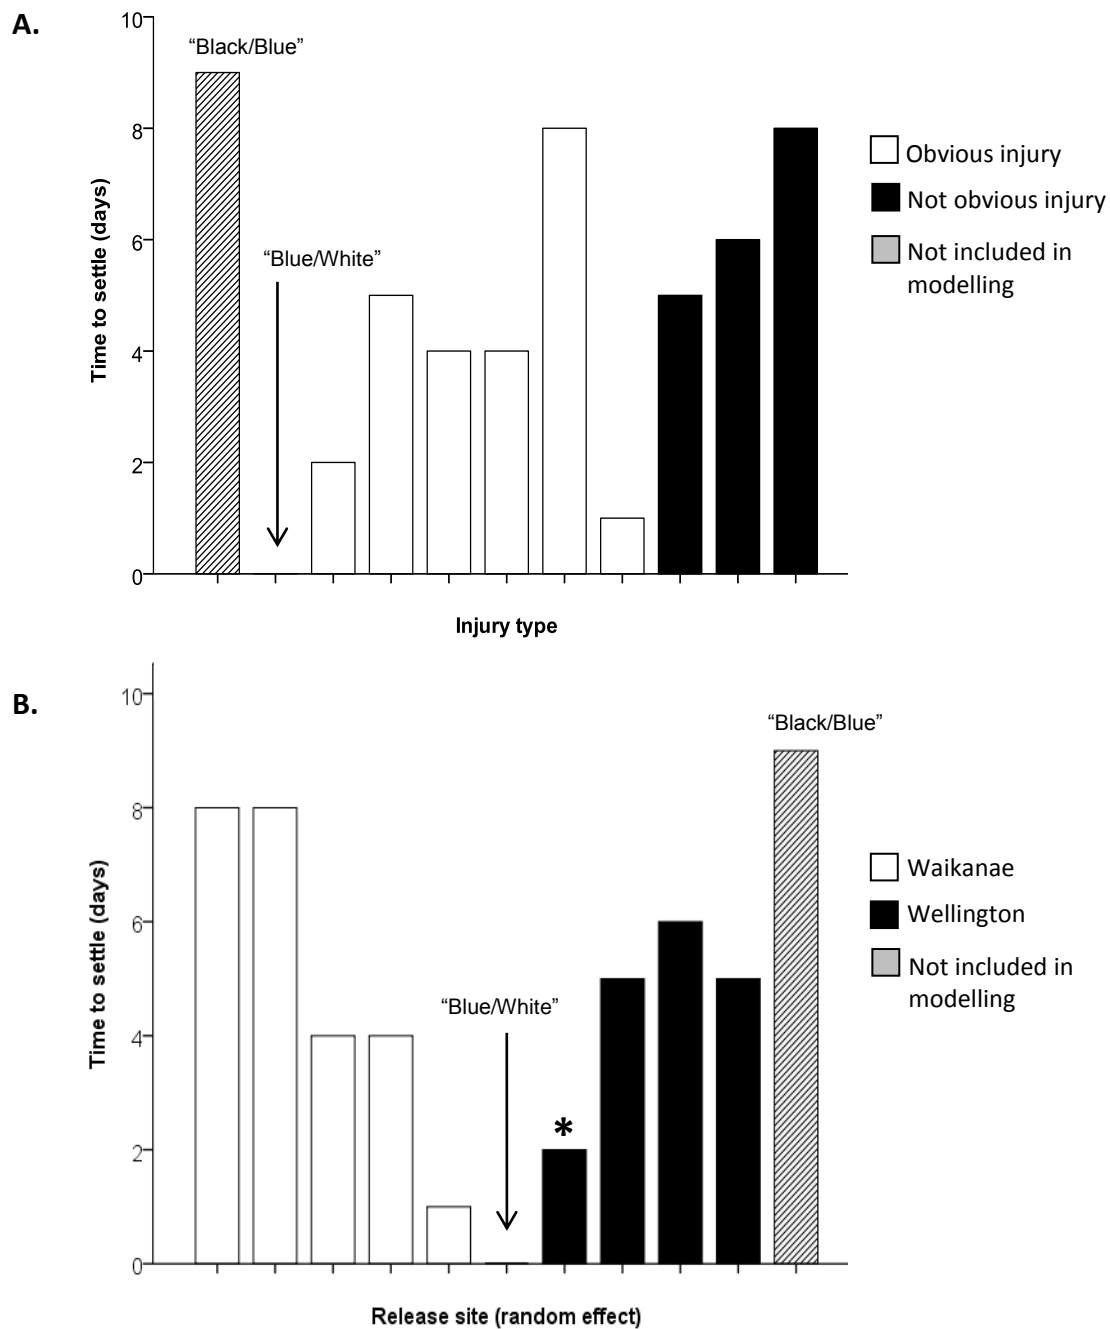 A.
10
8
6
4
2
0
Time to settle (days)
“Black/Blue”
“Blue/White”
Injury type
Obvious injury
Not obvious injury
Not included in
modelling
B.
10
8
6
4
2
0
Time to settle (days)
“Black/Blue”
“Blue/White”
*
Release site (random effect)
Waikanae
Wellington
Not included in
modelling